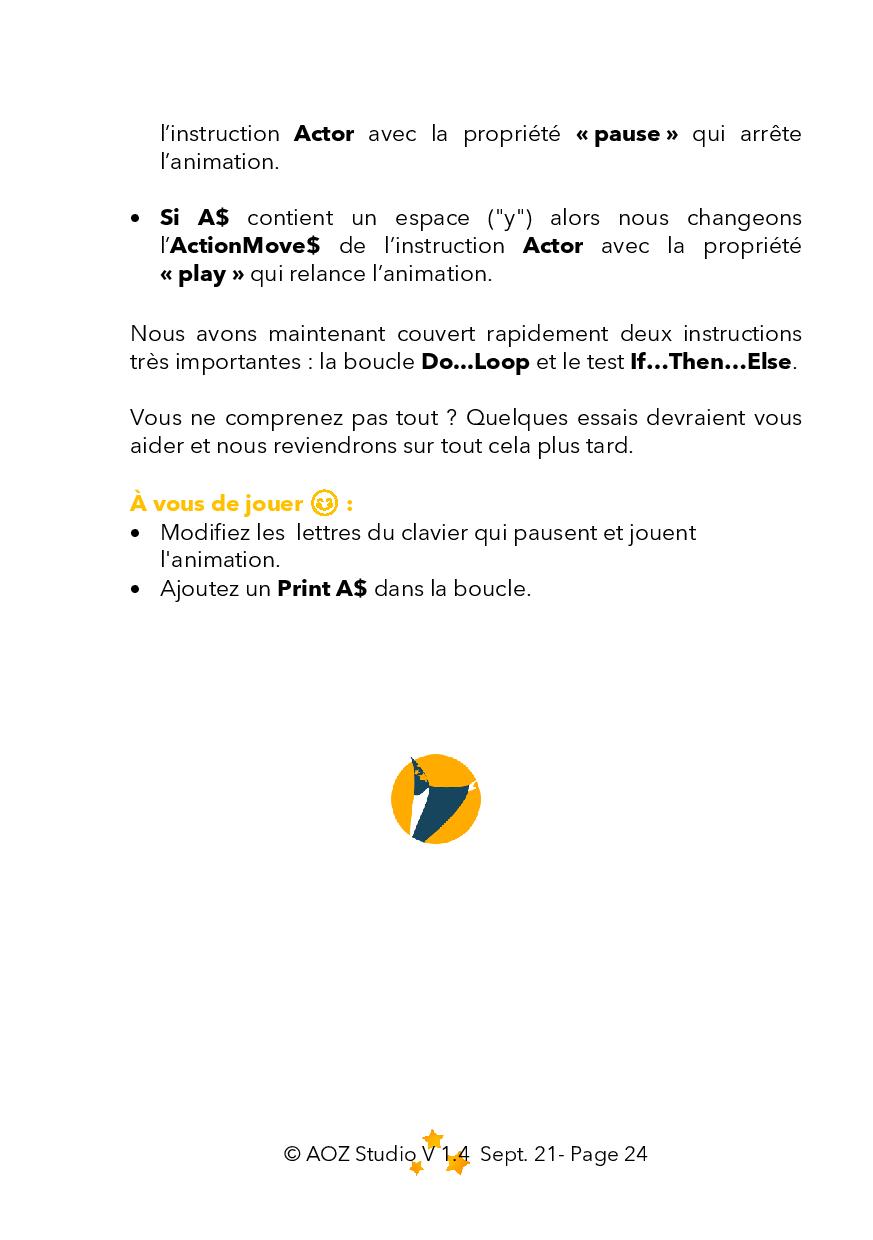 l’instruction Actor avec la propriété « pause » qui arrête
l’animation.
• Si A$ contient un espace ("y") alors nous changeons
l’ActionMove$ de l’instruction Actor avec la propriété
« play » qui relance l’animation.
Nous avons maintenant couvert rapidement deux instructions
très importantes : la boucle Do...Loop et le test If...Then...Else.
Vous ne comprenez pas tout ? Quelques essais devraient vous
aider et nous reviendrons sur tout cela plus tard.
À vous de jouer 😊 :
• Modifiez les  lettres du clavier qui pausent et jouent
l'animation.
• Ajoutez un Print A$ dans la boucle.
© AOZ Studio V 1.4  Sept. 21- Page 24